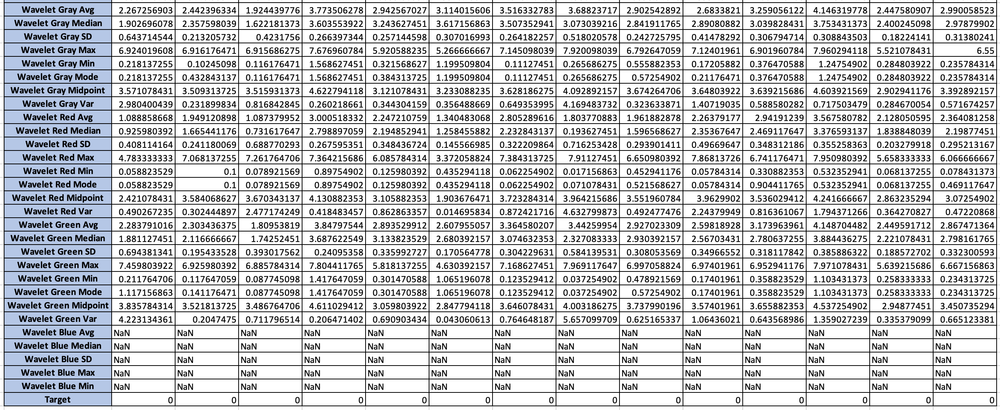 Wavelet Gray Avg 2.267256903 2.442396334 1.924439776 3.773506278 2.942567027 3.114015606 3.516332783 3.68823717 2.902542892 2.6833821 3.259056122 4.146319778 2.447580907 2.990058523
Wavelet Gray Median 1.902696078 2.357598039 1.622181373 3.603553922 3.243627451 3.617156863 3.507352941 3.073039216 2.841911765 2.89080882 3.039828431 3.753431373 2.400245098 2.97879902
Wavelet Gray SD 0.643714544 0.213205732 0.4231756 0.266397344 0.257144598 0.307016993 0.264182257 0.518020578 0.242725795 0.41478292 0.306794714 0.308843503 0.18224141 0.31380241
Wavelet Gray Max 6.924019608 6.916176471 6.915686275 7.676960784 5.920588235 5.266666667 7.145098039 7.920098039 6.792647059 7.12401961 6.901960784 7.960294118 5.521078431 6.55
Wavelet Gray Min 0.218137255 0.10245098 0.116176471 1.568627451 0.321568627 1.199509804 0.11127451 0.265686275 0.555882353 0.17205882 0.376470588 1.24754902 0.284803922 0.235784314
Wavelet Gray Mode 0.218137255 0.432843137 0.116176471 1.568627451 0.384313725 1.199509804 0.11127451 0.265686275 0.57254902 0.21176471 0.376470588 1.24754902 0.284803922 0.235784314
Wavelet Gray Midpoint 3.571078431 3.509313725 3.515931373 4.622794118 3.121078431 3.233088235 3.628186275 4.092892157 3.674264706 3.64803922 3.639215686 4.603921569 2.902941176 3.392892157
Wavelet Gray Var 2.980400439 0.231899834 0.816842845 0.260218661 0.344304159 0.356488669 0.649353995 4.169483732 0.323633871 1.40719035 0.588580282 0.717503479 0.284670054 0.571674257
Wavelet Red Avg 1.088858668 1.949120898 1.087379952 3.000518332 2.247210759 1.340483068 2.805289616 1.803770883 1.961882878 2.26379177 2.94191239 3.567580782 2.128050595 2.364081258
Wavelet Red Median 0.925980392 1.665441176 0.731617647 2.798897059 2.194852941 1.258455882 2.232843137 0.193627451 1.596568627 2.35367647 2.469117647 3.376593137 1.838848039 2.19877451
Wavelet Red SD 0.408114164 0.241180069 0.688770293 0.267595351 0.348436724 0.145566985 0.322209864 0.716253428 0.293901411 0.49669647 0.348312186 0.355258363 0.203279918 0.295213167
Wavelet Red Max 4.783333333 7.068137255 7.261764706 7.364215686 6.085784314 3.372058824 7.384313725 7.91127451 6.650980392 7.86813726 6.741176471 7.950980392 5.658333333 6.066666667
Wavelet Red Min 0.058823529 0.1 0.078921569 0.89754902 0.125980392 0.435294118 0.062254902 0.017156863 0.452941176 0.05784314 0.330882353 0.532352941 0.068137255 0.078431373
Wavelet Red Mode 0.058823529 0.1 0.078921569 0.89754902 0.125980392 0.435294118 0.062254902 0.071078431 0.521568627 0.05784314 0.904411765 0.532352941 0.068137255 0.469117647
Wavelet Red Midpoint 2.421078431 3.584068627 3.670343137 4.130882353 3.105882353 1.903676471 3.723284314 3.964215686 3.551960784 3.9629902 3.536029412 4.241666667 2.863235294 3.07254902
Wavelet Red Var 0.490267235 0.302444897 2.477174249 0.418483457 0.862863357 0.014695834 0.872421716 4.632799873 0.492477476 2.24379949 0.816361067 1.794371266 0.364270827 0.47220868
Wavelet Green Avg 2.283791016 2.303436375 1.80953819 3.84797544 2.893529912 2.607955057 3.364580207 3.44259954 2.927023309 2.59818928 3.173963961 4.148704482 2.449591712 2.867471364
Wavelet Green Median 1.881127451 2.116666667 1.74252451 3.687622549 3.133823529 2.680392157 3.074632353 2.327083333 2.930392157 2.56703431 2.780637255 3.884436275 2.221078431 2.798161765
Wavelet Green SD 0.694381341 0.195433528 0.393017562 0.24095358 0.335992727 0.170564778 0.304229631 0.584139531 0.308053569 0.34966552 0.318117842 0.385886322 0.188572702 0.332300593
Wavelet Green Max 7.459803922 6.925980392 6.885784314 7.804411765 5.818137255 4.630392157 7.168627451 7.969117647 6.997058824 6.97401961 6.952941176 7.971078431 5.639215686 6.667156863
Wavelet Green Min 0.211764706 0.117647059 0.087745098 1.417647059 0.301470588 1.065196078 0.123529412 0.037254902 0.478921569 0.17401961 0.358823529 1.103431373 0.258333333 0.234313725
Wavelet Green Mode 1.117156863 0.141176471 0.087745098 1.417647059 0.301470588 1.065196078 0.123529412 0.037254902 0.57254902 0.17401961 0.358823529 1.103431373 0.258333333 0.234313725
Wavelet Green Midpoint 3.835784314 3.521813725 3.486764706 4.611029412 3.059803922 2.847794118 3.646078431 4.003186275 3.737990196 3.57401961 3.655882353 4.537254902 2.94877451 3.450735294
Wavelet Green Var 4.223134361 0.2047475 0.711796514 0.206471402 0.690903434 0.043060613 0.764648187 5.657099709 0.625165337 1.06436021 0.643568986 1.359027239 0.335379099 0.665123381
Wavelet Blue Avg NaN NaN NaN NaN NaN NaN NaN NaN NaN NaN NaN NaN NaN NaN
Wavelet Blue Median NaN NaN NaN NaN NaN NaN NaN NaN NaN NaN NaN NaN NaN NaN
Wavelet Blue SD NaN NaN NaN NaN NaN NaN NaN NaN NaN NaN NaN NaN NaN NaN
Wavelet Blue Max NaN NaN NaN NaN NaN NaN NaN NaN NaN NaN NaN NaN NaN NaN
Wavelet Blue Min NaN NaN NaN NaN NaN NaN NaN NaN NaN NaN NaN NaN NaN NaN
Target 0 0 0 0 0 0 0 0 0 0 0 0 0 0